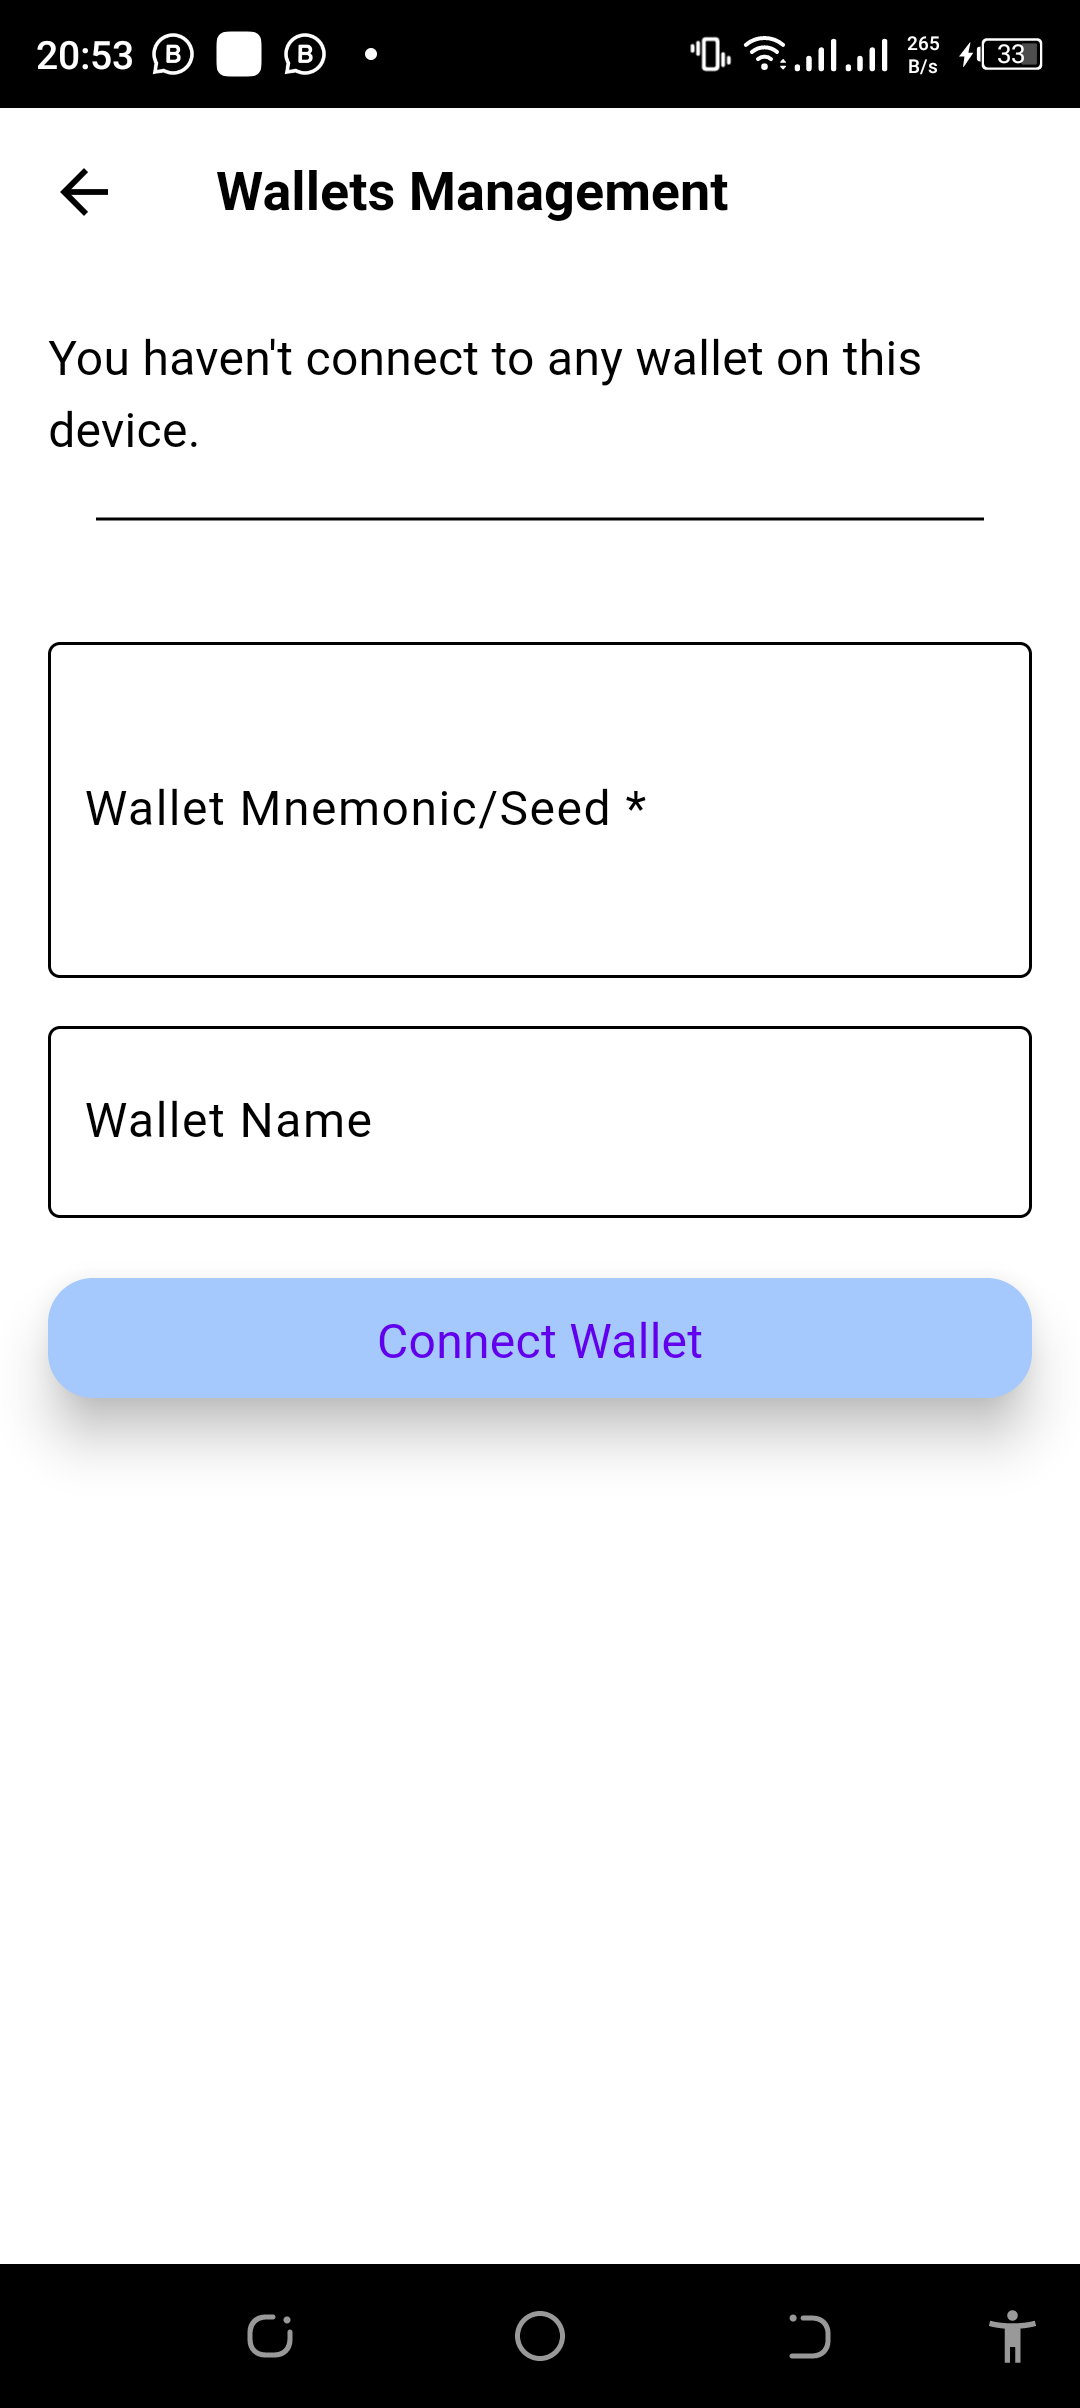 20:53
265
B/s
33
Wallets Management
You haven't connect to any wallet on this
device.
Wallet Mnemonic/Seed *
Wallet Name
Connect Wallet